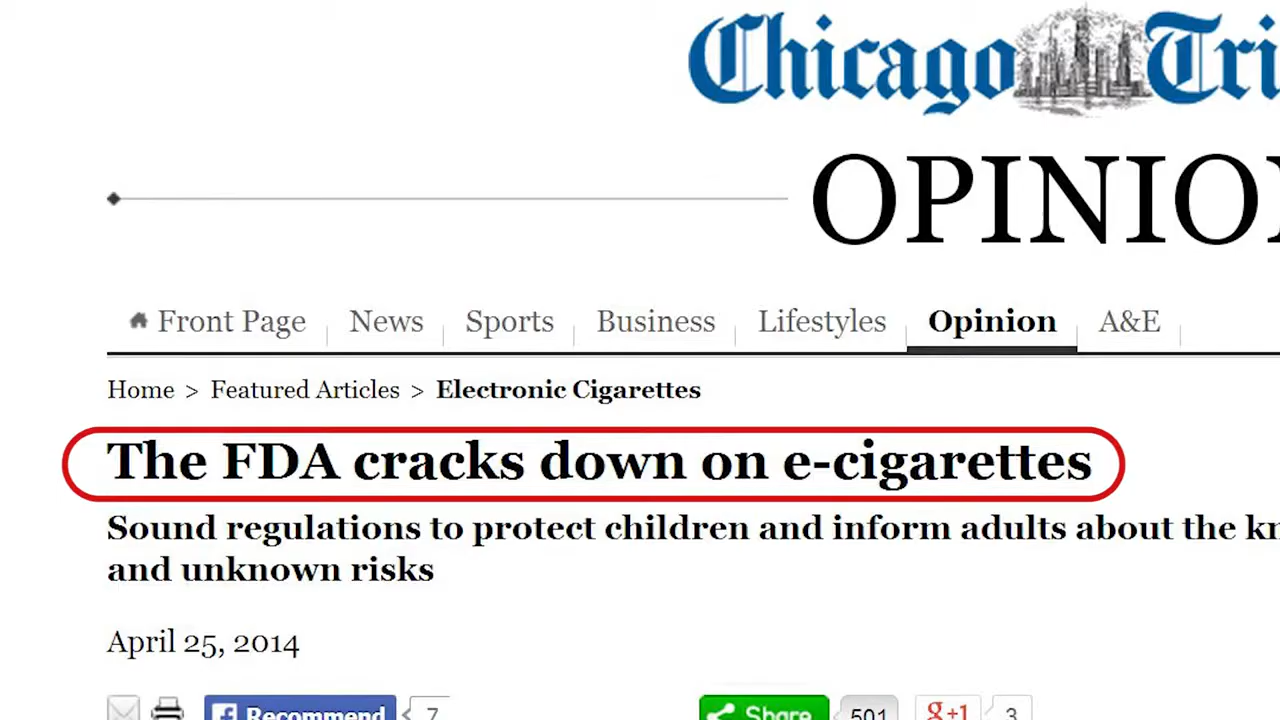 Chicago Tri
OPINIO
Front Page News Sports Business Lifestyles Opinion A&E
Home > Featured Articles > Electronic Cigarettes
The FDA cracks down on e-cigarettes
Sound regulations to protect children and inform adults about the kn
and unknown risks
April 25, 2014
Recommend 7 Share 501 g+1 3